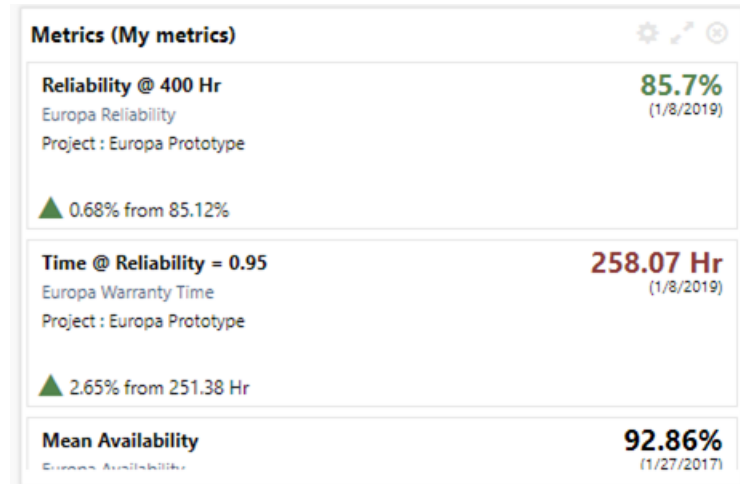 Metrics (My metrics)
Reliability @ 400 Hr
85.7%
Europa Reliability
(1/8/2019)
Project : Europa Prototype
0.68% from 85.12%
Time @ Reliability = 0.95
258.07 Hr
Europa Warranty Time
(1/8/2019)
Project : Europa Prototype
2.65% from 251.38 Hr
Mean Availability
92.86%
Europa Availability
(1/27/2017)